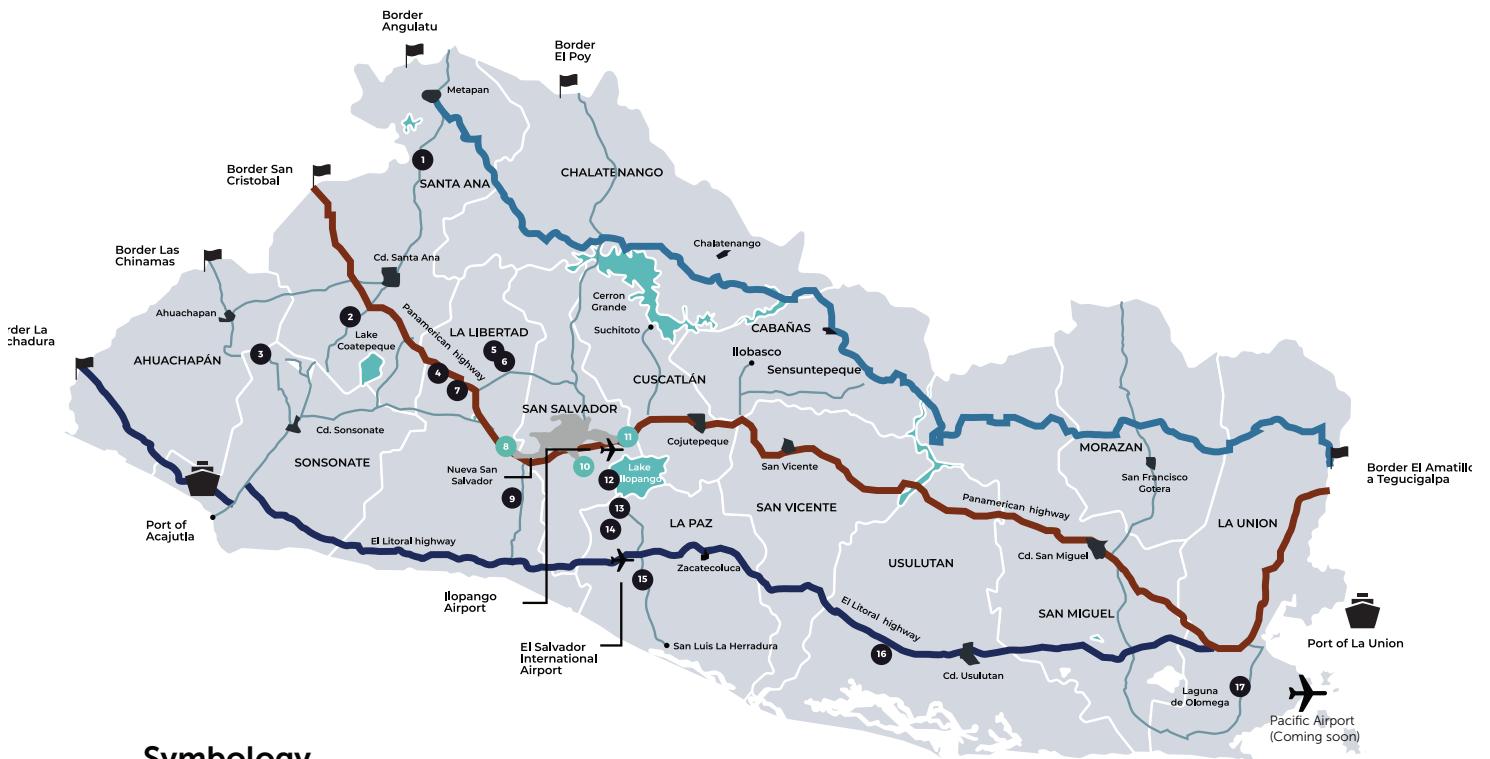 Border
Angulatu
Border
El Poy
Metapan
1
Border San
Cristobal
SANTA ANA
CHALATENANGO
Border Las
Chinamas
Cd. Santa Ana
Chalatenango
Ahuachapan
2
Panamerican highway
Cerron
Grande
Suchitoto
CABAÑAS
rder La
chadura
AHUACHAPÁN
3
Lake
Coatepeque
LA LIBERTAD
5
6
4
7
Ilobasco
Sensuntepeque
CUSCATLÁN
SAN SALVADOR
Cd. Sonsonate
SONSONATE
8
11
Cojutepeque
10
Nueva San
Salvador
12
Lake
Ilopango
San Vicente
MORAZAN
San Francisco
Gotera
Border El Amatillo
a Tegucigalpa
9
13
14
SAN VICENTE
Panamerican highway
LA PAZ
LA UNION
Port of
Acajutla
El Litoral highway
Zacatecoluca
USULUTAN
Cd. San Miguel
15
Ilopango
Airport
El Litoral highway
SAN MIGUEL
El Salvador
International
Airport
San Luis La Herradura
16
Cd. Usulutan
Port of La Union
Laguna
de Olomega
17
Pacific Airport
(Coming soon)
Symbology